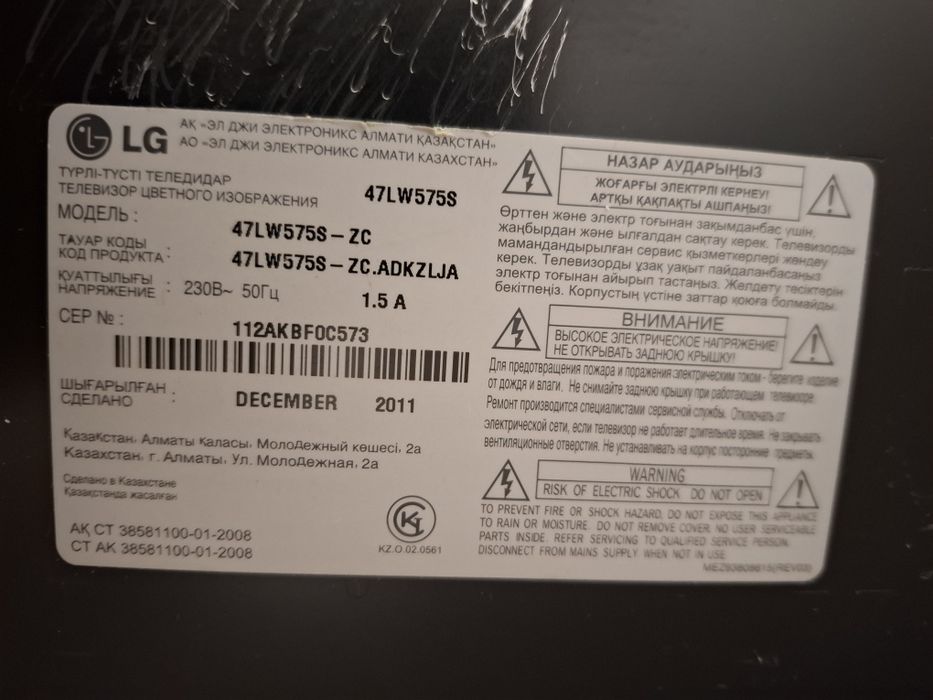 LG
АҚ «ЭЛ ДЖИ ЭЛЕКТРОНИКС АЛМАТИ ҚАЗАҚСТАН»
АО «ЭЛ ДЖИ ЭЛЕКТРОНИКС АЛМАТИ КАЗАХСТАН»
ТҮРЛІ-ТҮСТІ ТЕЛЕДИДАР
ТЕЛЕВИЗОР ЦВЕТНОГО ИЗОБРАЖЕНИЯ
47LW575S
МОДЕЛЬ :
47LW575S-ZC
ТАУАР КОДЫ
КОД ПРОДУКТА :
47LW575S-ZC.ADKZLJA
ҚУАТТЫЛЫҒЫ
НАПРЯЖЕНИЕ :
230В~ 50Гц
1.5 A
СЕР № :
112AKBF0C573
ШЫҒАРЫЛҒАН
СДЕЛАНО :
DECEMBER 2011
Казақстан, Алматы Қаласы, Молодежный көшесі, 2а
Казахстан, г. Алматы, Ул. Молодежная, 2а
Сделано в Казахстане
Қазақстанда жасалған
АҚ СТ 38581100-01-2008
СТ АК 38581100-01-2008
KZ.O.02.0561
НАЗАР АУДАРЫҢЫЗ
ЖОҒАРҒЫ ЭЛЕКТРЛІ КЕРНЕУ!
АРТҚЫ ҚАҚПАҚТЫ АШПАҢЫЗ!
Өрттен және электр тоғынан зақымданбас үшін,
жаңбырдан және ылғалдан сақтау керек. Телевизорды
мамандандырылған сервис қызметкерлері жөндеу
керек. Телевизорды ұзақ уақыт пайдаланбасаңыз
электр тоғынан айырып тастаңыз. Желдету тесіктерін
бекітпеңіз. Корпустың үстіне заттар қоюға болмайды.
ВНИМАНИЕ
ВЫСОКОЕ ЭЛЕКТРИЧЕСКОЕ НАПРЯЖЕНИЕ!
НЕ ОТКРЫВАТЬ ЗАДНЮЮ КРЫШКУ!
Для предотвращения пожара и поражения электрическим током - берегите изделие
от дождя и влаги. Не снимайте заднюю крышку при работающем телевизоре.
Ремонт производится специалистами сервисной службы. Отключать от
электрической сети, если телевизор не работает длительное время. Не закрывать
вентиляционные отверстия. Не устанавливать на корпус посторонние предметы.
WARNING
RISK OF ELECTRIC SHOCK DO NOT OPEN
TO PREVENT FIRE OR SHOCK HAZARD, DO NOT EXPOSE THIS APPLIANCE
TO RAIN OR MOISTURE. DO NOT REMOVE COVER, NO USER SERVICEABLE
PARTS INSIDE. REFER SERVICING TO QUALIFIED SERVICE PERSON.
DISCONNECT FROM MAINS SUPPLY WHEN NOT IN USE.